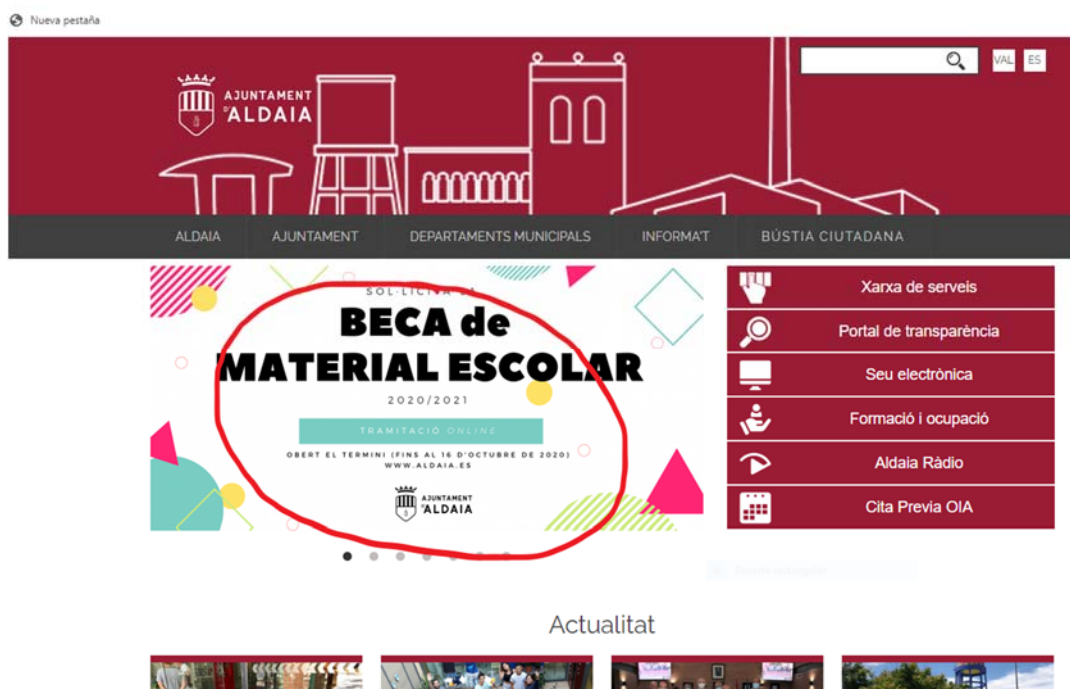 Nueva pestaña
VAL ES
AJUNTAMENT
D'ALDAIA
ALDAIA AJUNTAMENT DEPARTAMENTS MUNICIPALS INFORMA'T BÚSTIA CIUTADANA
BECA de
MATERIAL ESCOLAR
2020/2021
TRAMITACIÓ ONLINE
OBERT EL TERMINI (FINS AL 16 D'OCTUBRE DE 2020)
WWW.ALDAIA.ES
AJUNTAMENT
D'ALDAIA
Xarxa de serveis
Portal de transparència
Seu electrònica
Formació i ocupació
Aldaia Ràdio
Cita Previa OIA
Actualitat